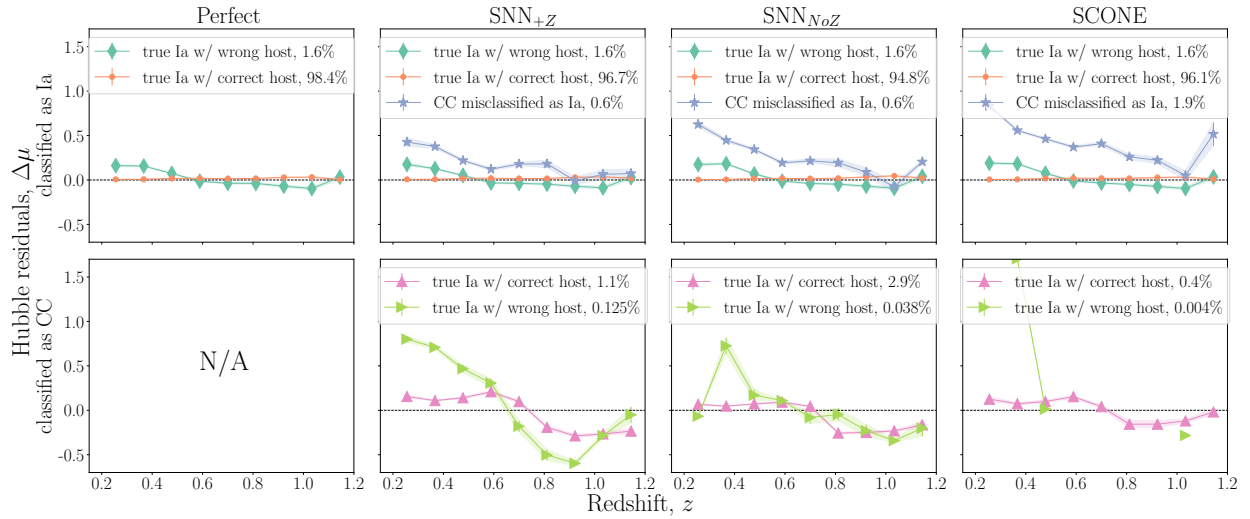 Perfect
SNN+Z
SNNNoZ
SCONE
Hubble residuals, Δμ
classified as Ia
classified as CC
1.5
1.0
0.5
0.0
-0.5
true Ia w/ wrong host, 1.6%
true Ia w/ correct host, 98.4%
true Ia w/ wrong host, 1.6%
true Ia w/ correct host, 96.7%
CC misclassified as Ia, 0.6%
true Ia w/ wrong host, 1.6%
true Ia w/ correct host, 94.8%
CC misclassified as Ia, 0.6%
true Ia w/ wrong host, 1.6%
true Ia w/ correct host, 96.1%
CC misclassified as Ia, 1.9%
1.5
1.0
0.5
0.0
-0.5
N/A
true Ia w/ correct host, 1.1%
true Ia w/ wrong host, 0.125%
true Ia w/ correct host, 2.9%
true Ia w/ wrong host, 0.038%
true Ia w/ correct host, 0.4%
true Ia w/ wrong host, 0.004%
0.2 0.4 0.6 0.8 1.0 1.2
0.2 0.4 0.6 0.8 1.0 1.2
0.2 0.4 0.6 0.8 1.0 1.2
0.2 0.4 0.6 0.8 1.0 1.2
Redshift, z